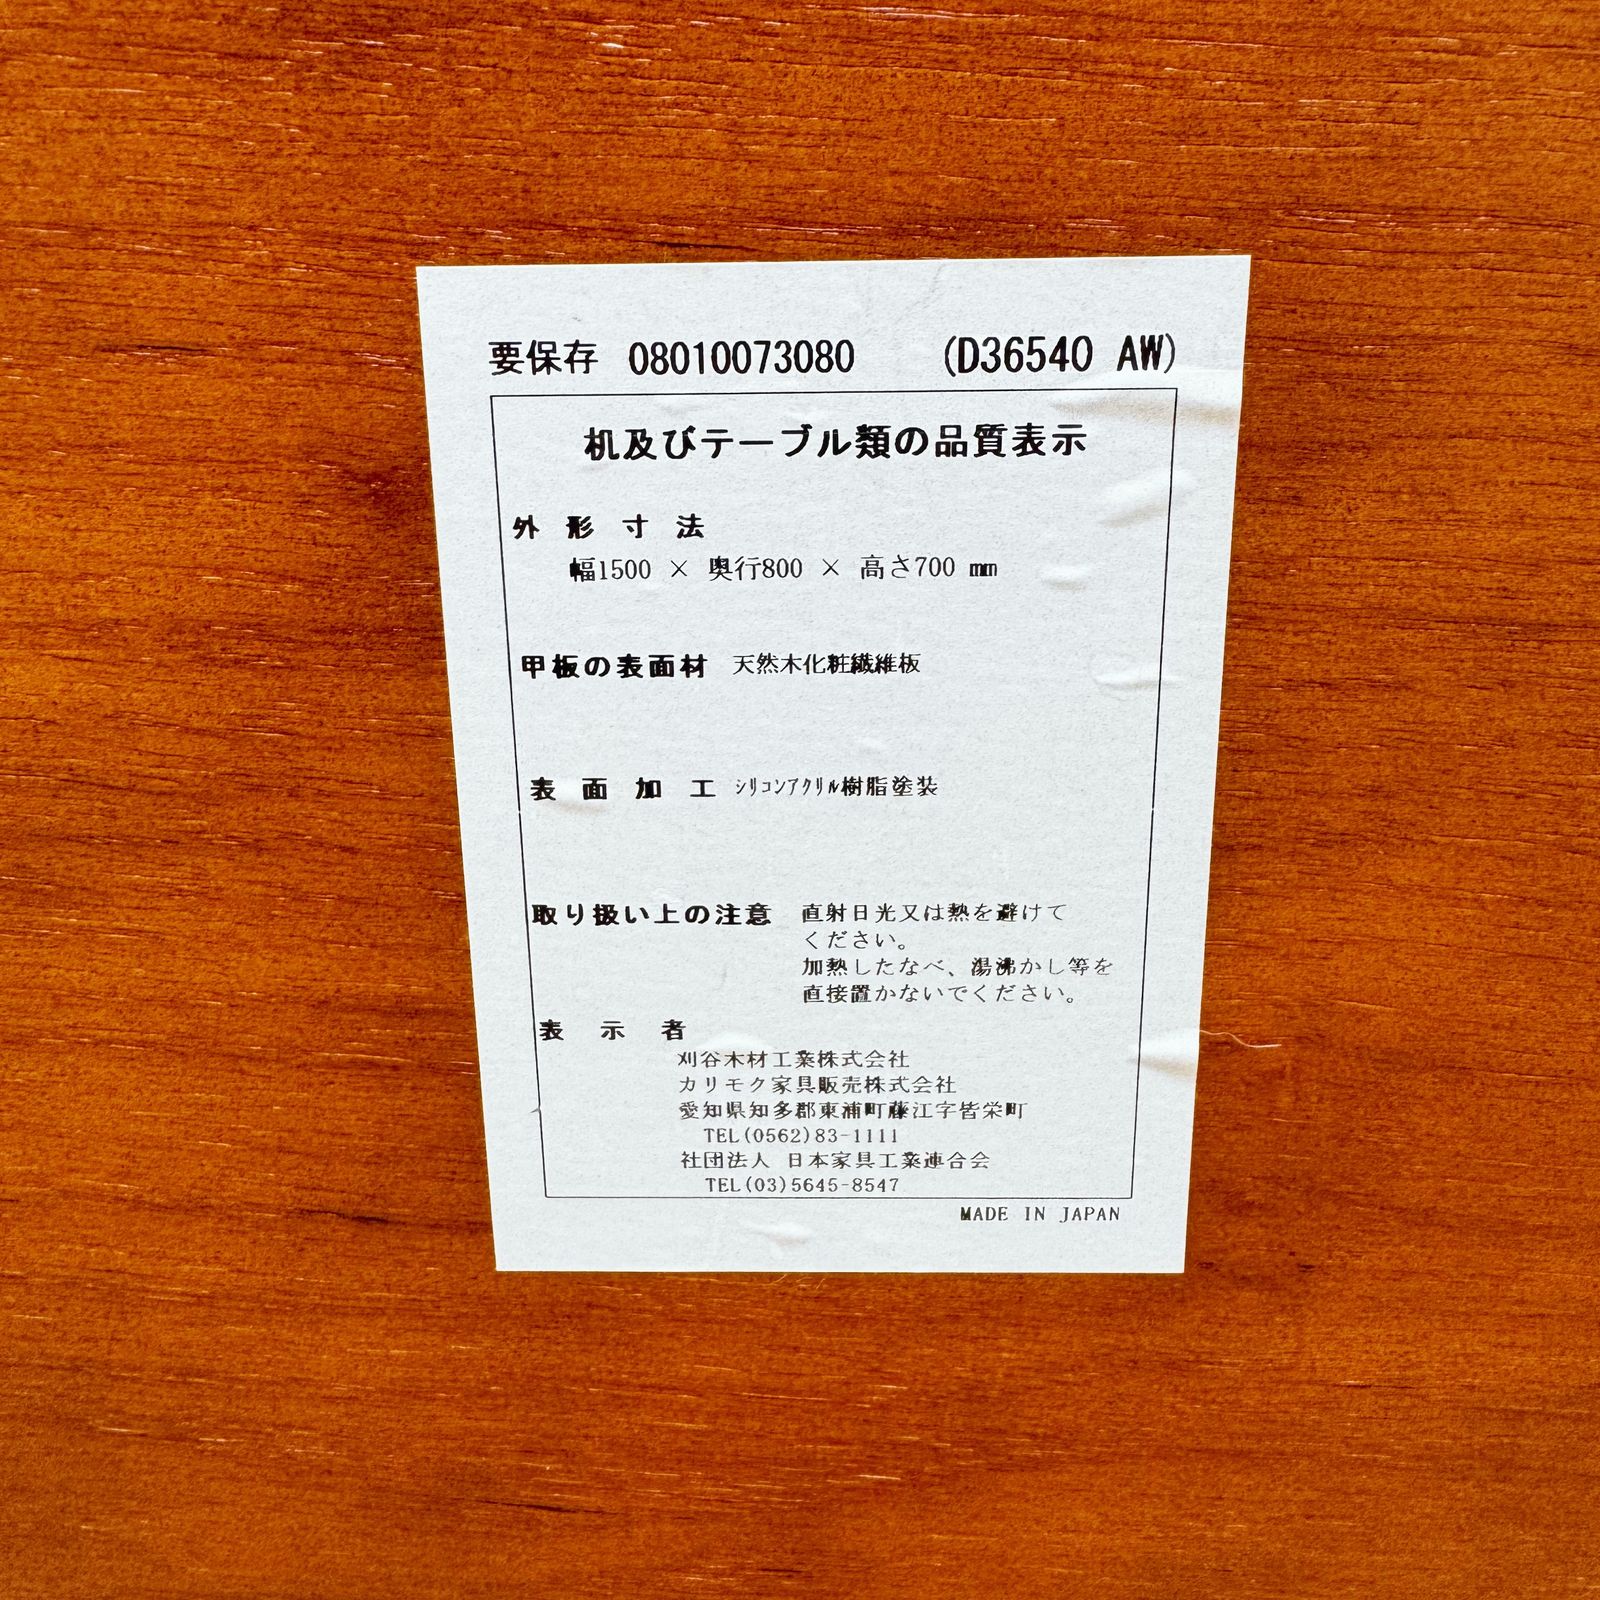 要保存 08010073080 (D36540 AW)
机及びテーブル類の品質表示
外形寸法
幅1500 × 奥行800 × 高さ700 mm
甲板の表面材 天然木化粧繊維板
表面加工 シリコンアクリル樹脂塗装
取り扱い上の注意 直射日光又は熱を避けて
ください。
加熱したなべ、湯沸かし等を
直接置かないでください。
表示者
刈谷木材工業株式会社
カリモク家具販売株式会社
愛知県知多郡東浦町藤江字皆栄町
TEL(0562)83-1111
社団法人 日本家具工業連合会
TEL(03)5645-8547
MADE IN JAPAN